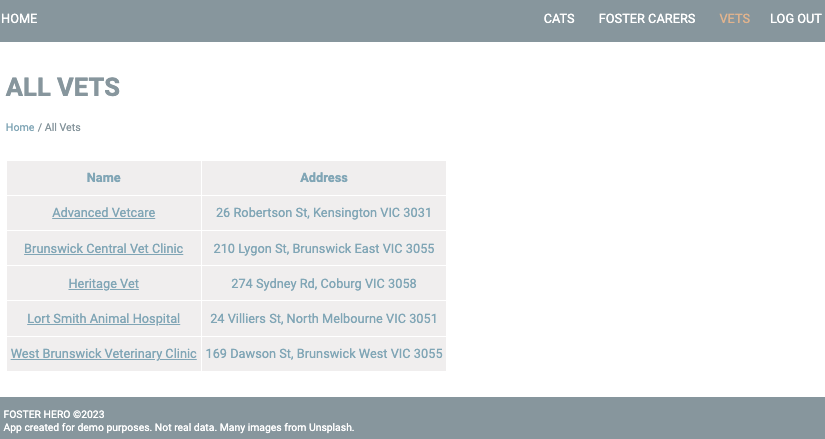 HOME CATS FOSTER CARERS VETS LOG OUT
ALL VETS
Home / All Vets
Name Address
Advanced Vetcare 26 Robertson St, Kensington VIC 3031
Brunswick Central Vet Clinic 210 Lygon St, Brunswick East VIC 3055
Heritage Vet 274 Sydney Rd, Coburg VIC 3058
Lort Smith Animal Hospital 24 Villiers St, North Melbourne VIC 3051
West Brunswick Veterinary Clinic 169 Dawson St, Brunswick West VIC 3055
FOSTER HERO ©2023
App created for demo purposes. Not real data. Many images from Unsplash.